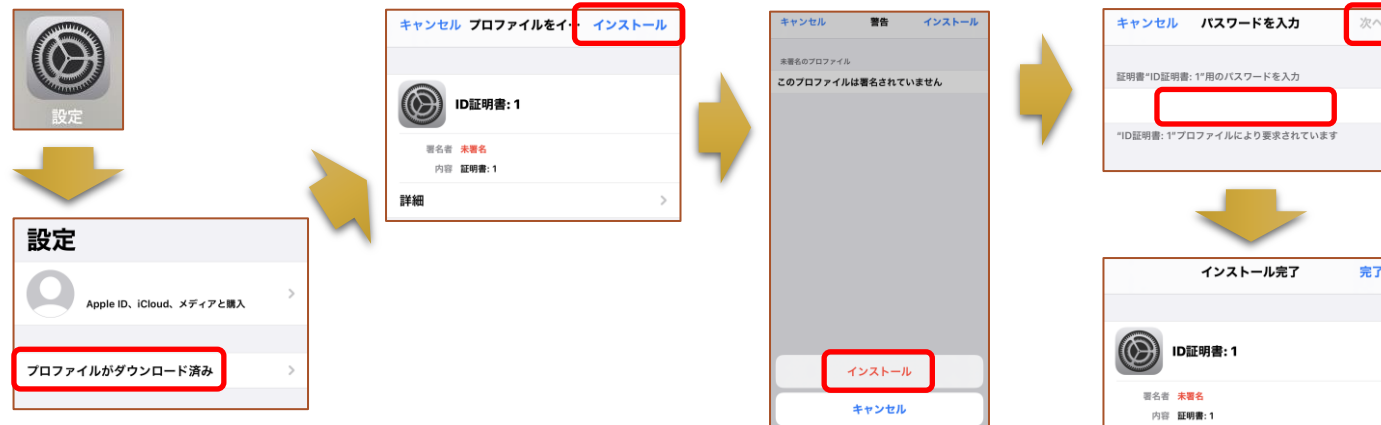 設定
設定
Apple ID、iCloud、メディアと購入
プロファイルがダウンロード済み
キャンセル プロファイルをイ… インストール
ID証明書: 1
署名者 未署名
内容 証明書: 1
詳細
キャンセル 警告 インストール
未署名のプロファイル
このプロファイルは署名されていません
インストール
キャンセル
キャンセル パスワードを入力 次へ
証明書"ID証明書: 1"用のパスワードを入力
"ID証明書: 1"プロファイルにより要求されています
インストール完了 完了
ID証明書: 1
署名者 未署名
内容 証明書: 1